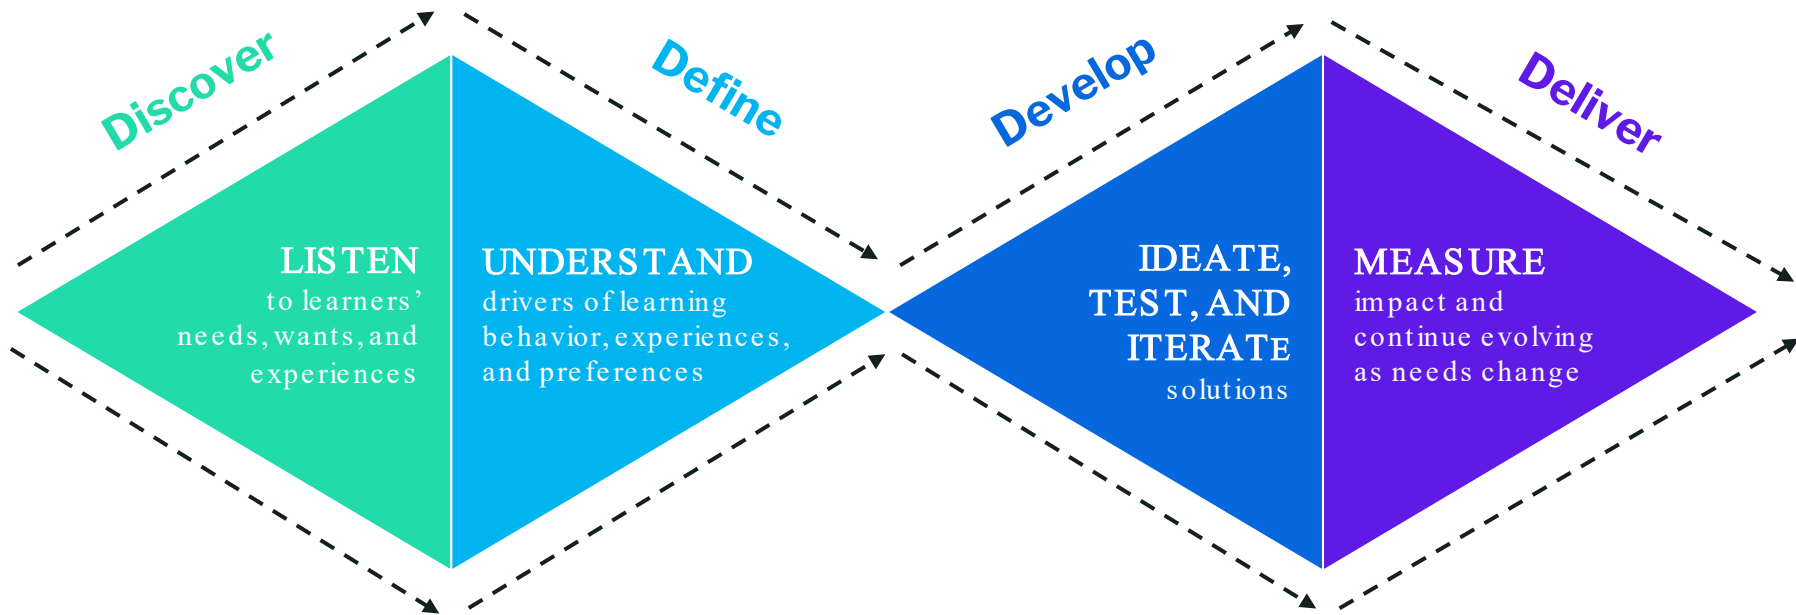 Discover
Define
Develop
Deliver
LISTEN
to learners’
needs, wants, and
experiences
UNDERSTAND
drivers of learning
behavior, experiences,
and preferences
IDEATE,
TEST, AND
ITERATE
solutions
MEASURE
impact and
continue evolving
as needs change